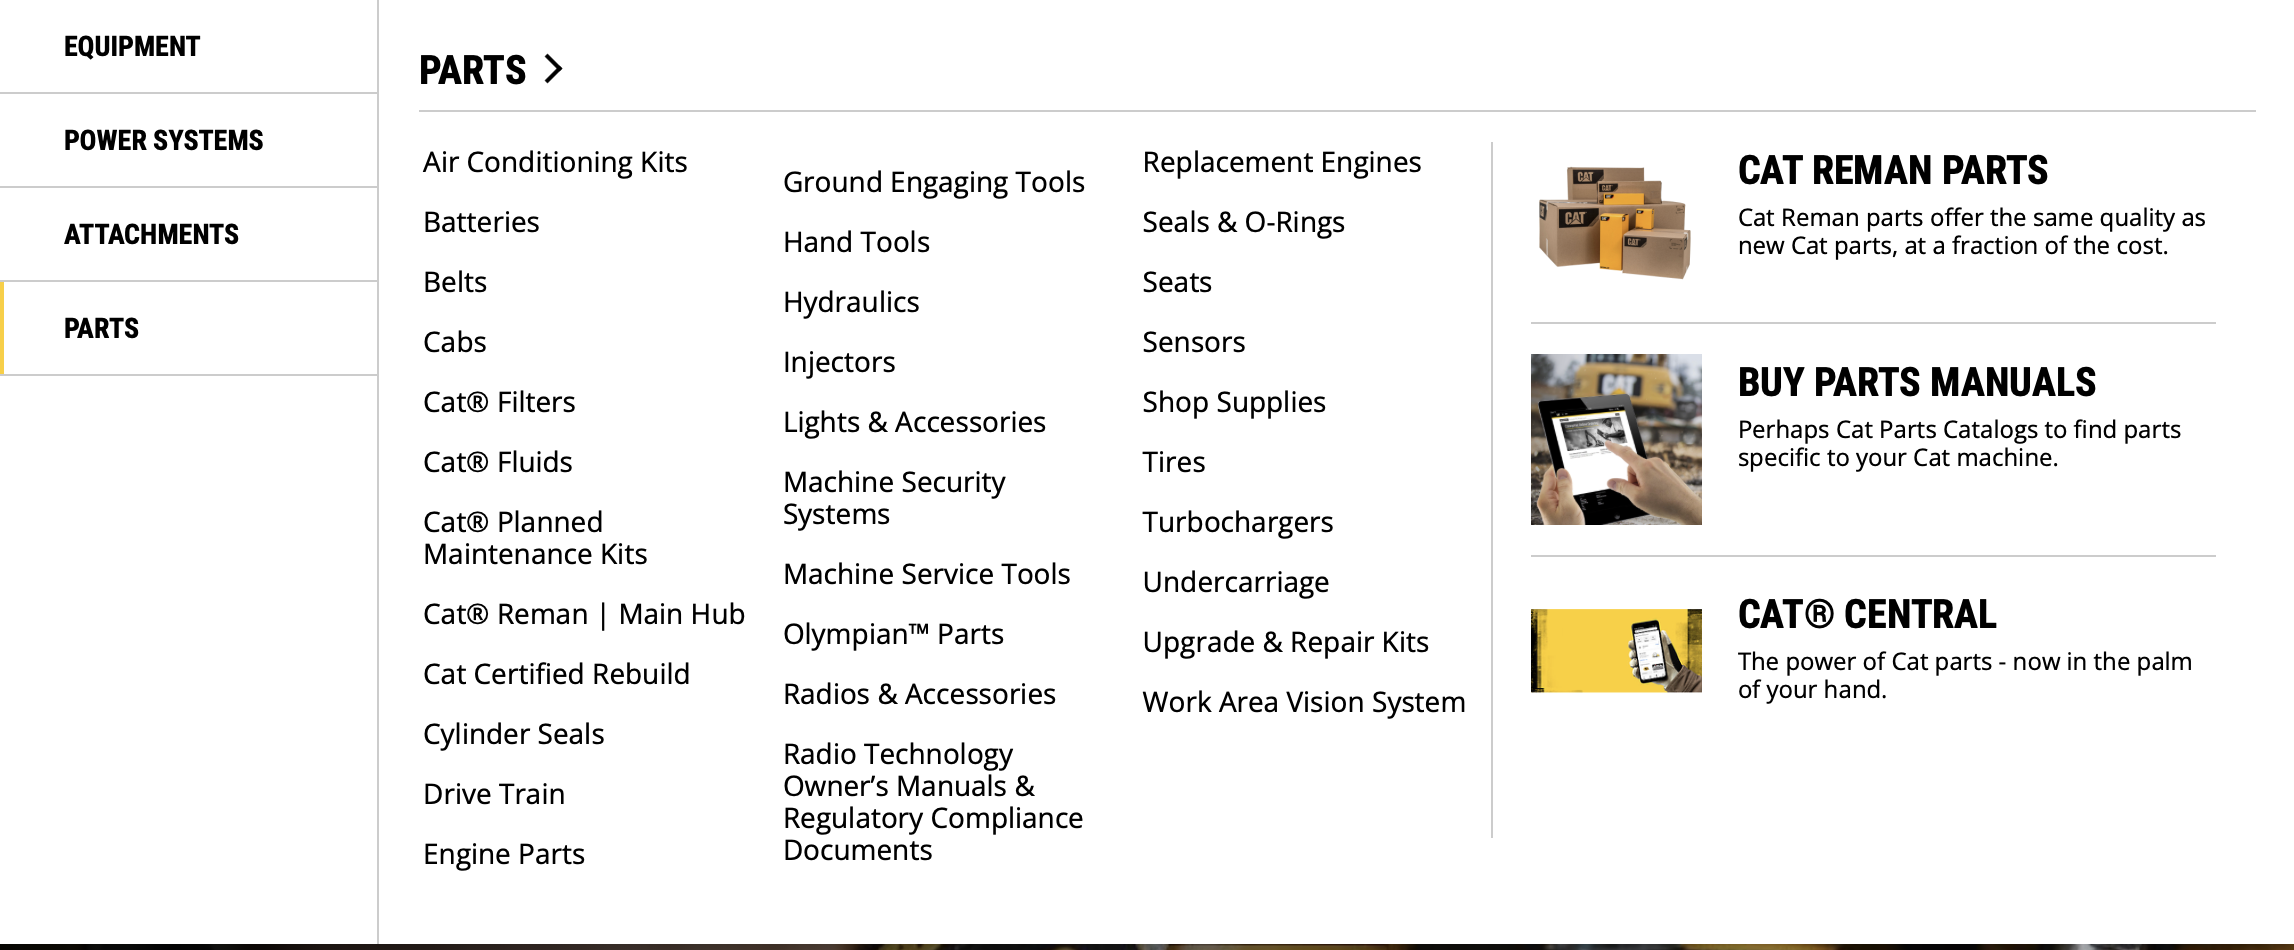 EQUIPMENT
POWER SYSTEMS
ATTACHMENTS
PARTS
PARTS
Air Conditioning Kits
Batteries
Belts
Cabs
Cat® Filters
Cat® Fluids
Cat® Planned
Maintenance Kits
Cat® Reman | Main Hub
Cat Certified Rebuild
Cylinder Seals
Drive Train
Engine Parts
Ground Engaging Tools
Hand Tools
Hydraulics
Injectors
Lights & Accessories
Machine Security
Systems
Machine Service Tools
Olympian™ Parts
Radios & Accessories
Radio Technology
Owner’s Manuals &
Regulatory Compliance
Documents
Replacement Engines
Seals & O-Rings
Seats
Sensors
Shop Supplies
Tires
Turbochargers
Undercarriage
Upgrade & Repair Kits
Work Area Vision System
CAT
CAT
CAT
CAT
CAT REMAN PARTS
Cat Reman parts offer the same quality as
new Cat parts, at a fraction of the cost.
CAT
BUY PARTS MANUALS
Perhaps Cat Parts Catalogs to find parts
specific to your Cat machine.
CAT® CENTRAL
The power of Cat parts - now in the palm
of your hand.